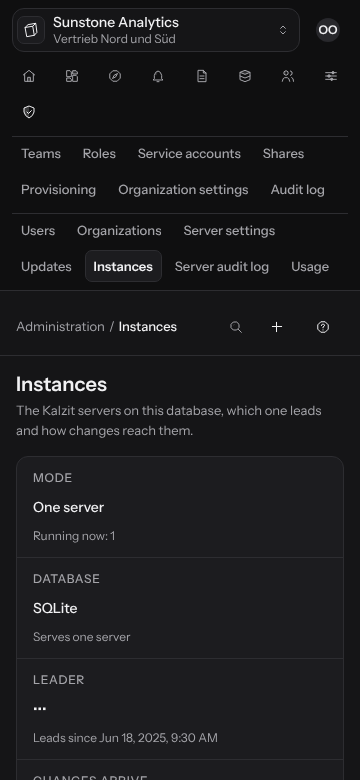 Sunstone Analytics
Vertrieb Nord und Süd
OO
Teams Roles Service accounts Shares
Provisioning Organization settings Audit log
Users Organizations Server settings
Updates Instances Server audit log Usage
Administration / Instances
Instances
The Kalzit servers on this database, which one leads
and how changes reach them.
MODE
One server
Running now: 1
DATABASE
SQLite
Serves one server
LEADER
...
Leads since Jun 18, 2025, 9:30 AM
CHANGES ARRIVE